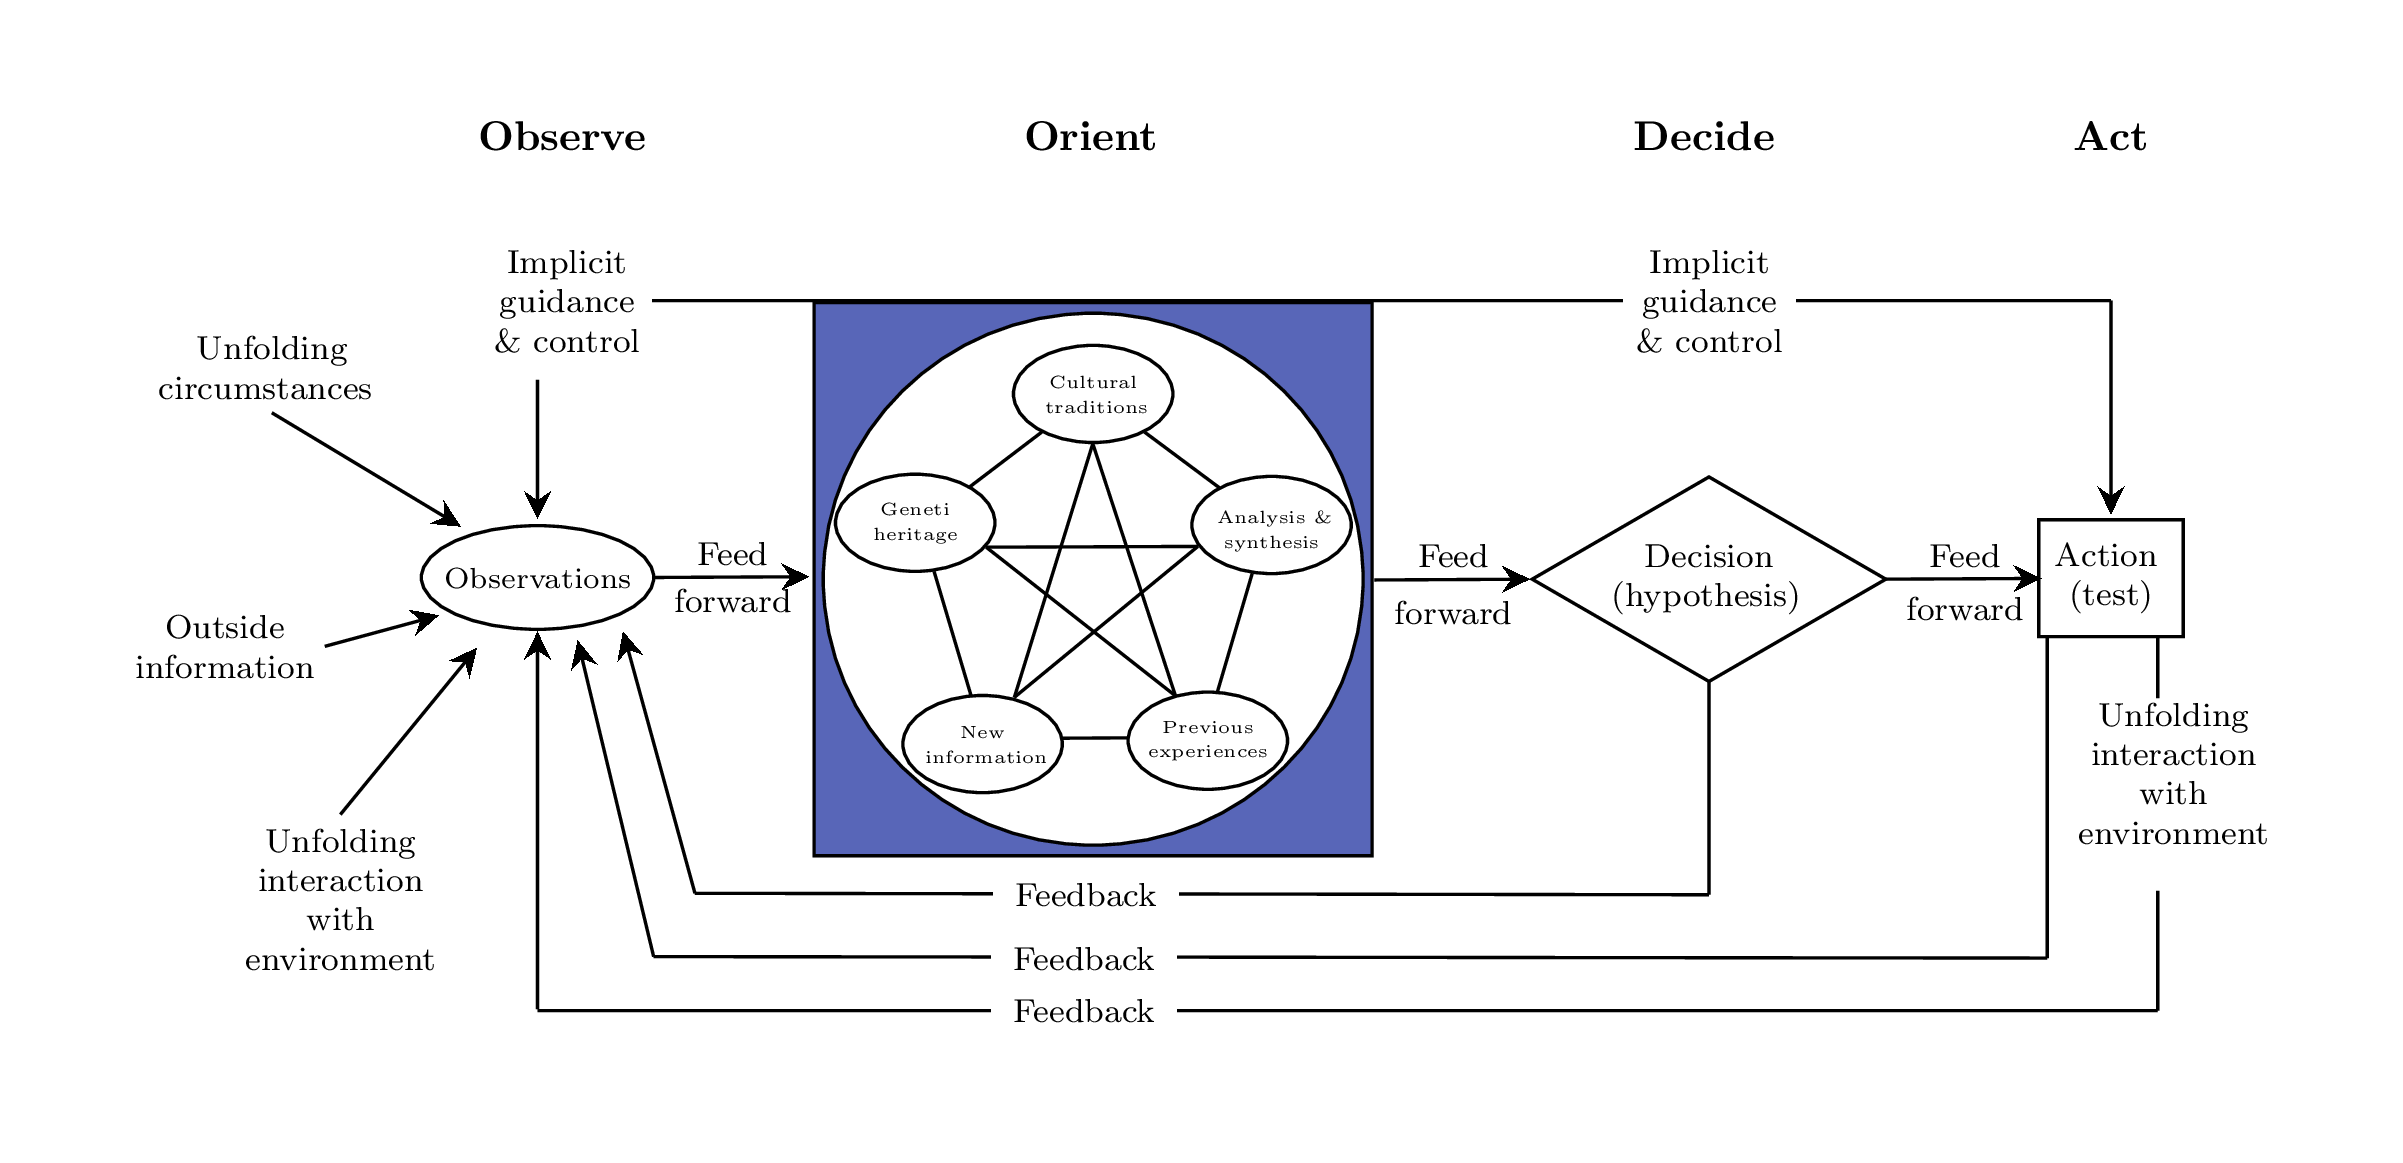 Observe
Orient
Decide
Act
Implicit
guidance
& control
Implicit
guidance
& control
Unfolding
circumstances
Cultural
traditions
Geneti
heritage
Analysis &
synthesis
Observations
Feed
forward
Feed
forward
Decision
(hypothesis)
Feed
forward
Action
(test)
Outside
information
New
information
Previous
experiences
Unfolding
interaction
with
environment
Unfolding
interaction
with
environment
Feedback
Feedback
Feedback